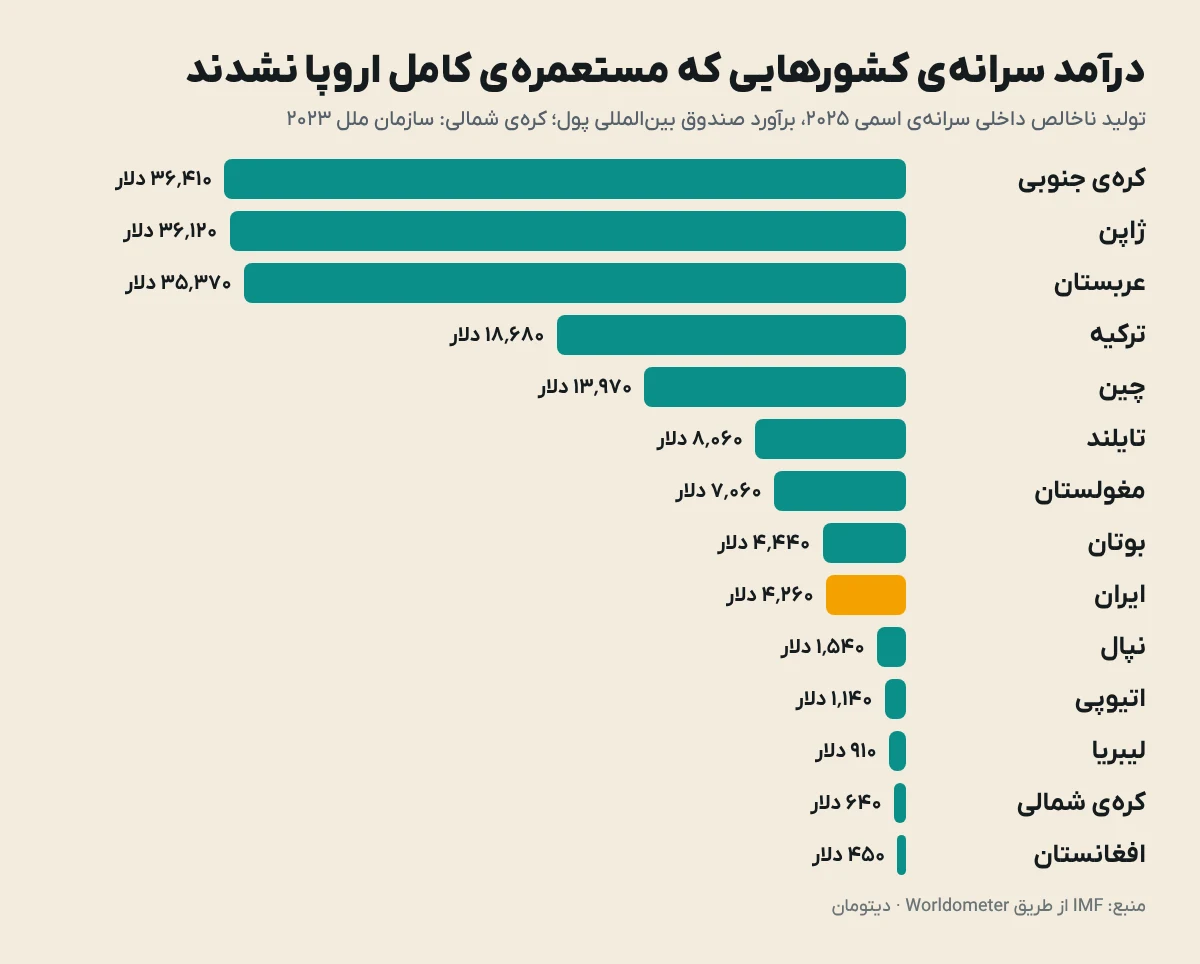 درآمد سرانه‌ی کشورهایی که مستعمره‌ی کامل اروپا نشدند
تولید ناخالص داخلی سرانه‌ی اسمی ۲۰۲۵، برآورد صندوق بین‌المللی پول؛ کره‌ی شمالی: سازمان ملل ۲۰۲۳
کره‌ی جنوبی ۳۶,۴۱۰ دلار
ژاپن ۳۶,۱۲۰ دلار
عربستان ۳۵,۳۷۰ دلار
ترکیه ۱۸,۶۸۰ دلار
چین ۱۳,۹۷۰ دلار
تایلند ۸,۰۶۰ دلار
مغولستان ۷,۰۶۰ دلار
بوتان ۴,۴۴۰ دلار
ایران ۴,۲۶۰ دلار
نپال ۱,۵۴۰ دلار
اتیوپی ۱,۱۴۰ دلار
لیبریا ۹۱۰ دلار
کره‌ی شمالی ۶۴۰ دلار
افغانستان ۴۵۰ دلار
منبع: IMF از طریق Worldometer · دیتومان